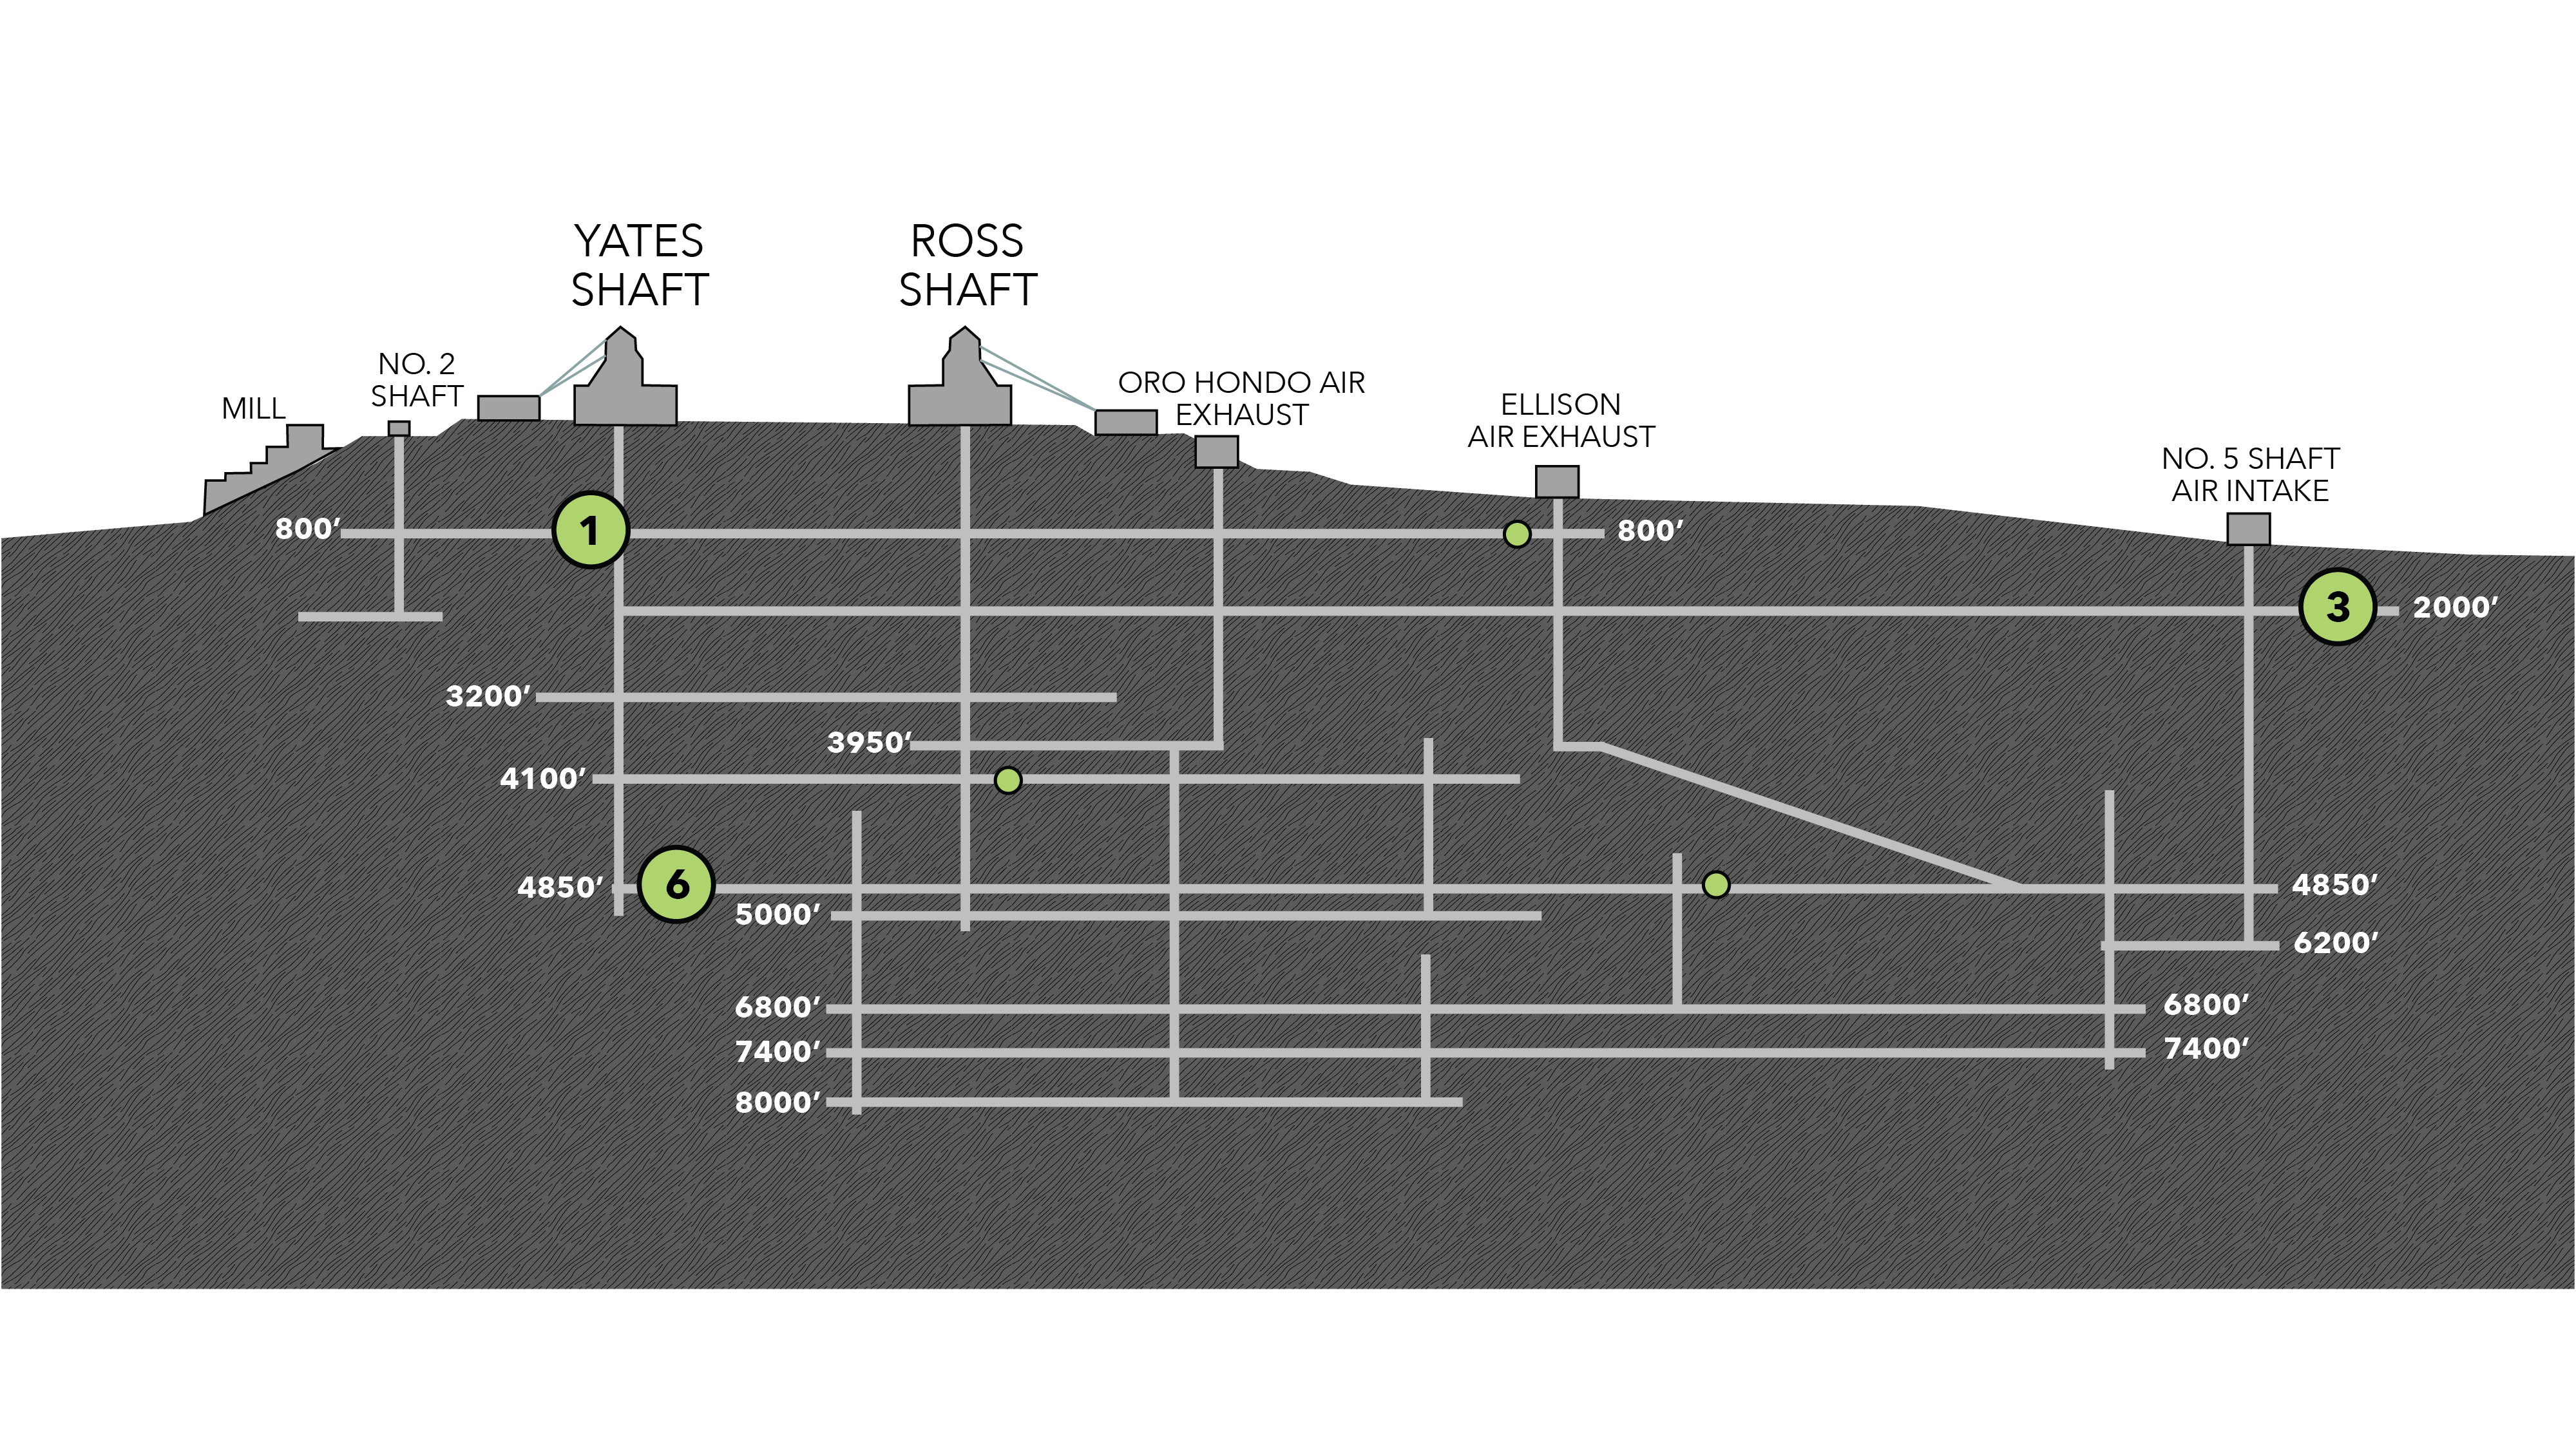 YATES
SHAFT
ROSS
SHAFT
NO. 2
SHAFT
MILL
ORO HONDO AIR
EXHAUST
ELLISON
AIR EXHAUST
NO. 5 SHAFT
AIR INTAKE
800’
1
800’
3
2000’
3200’
3950’
4100’
4850’
6
4850’
5000’
6200’
6800’
6800’
7400’
7400’
8000’